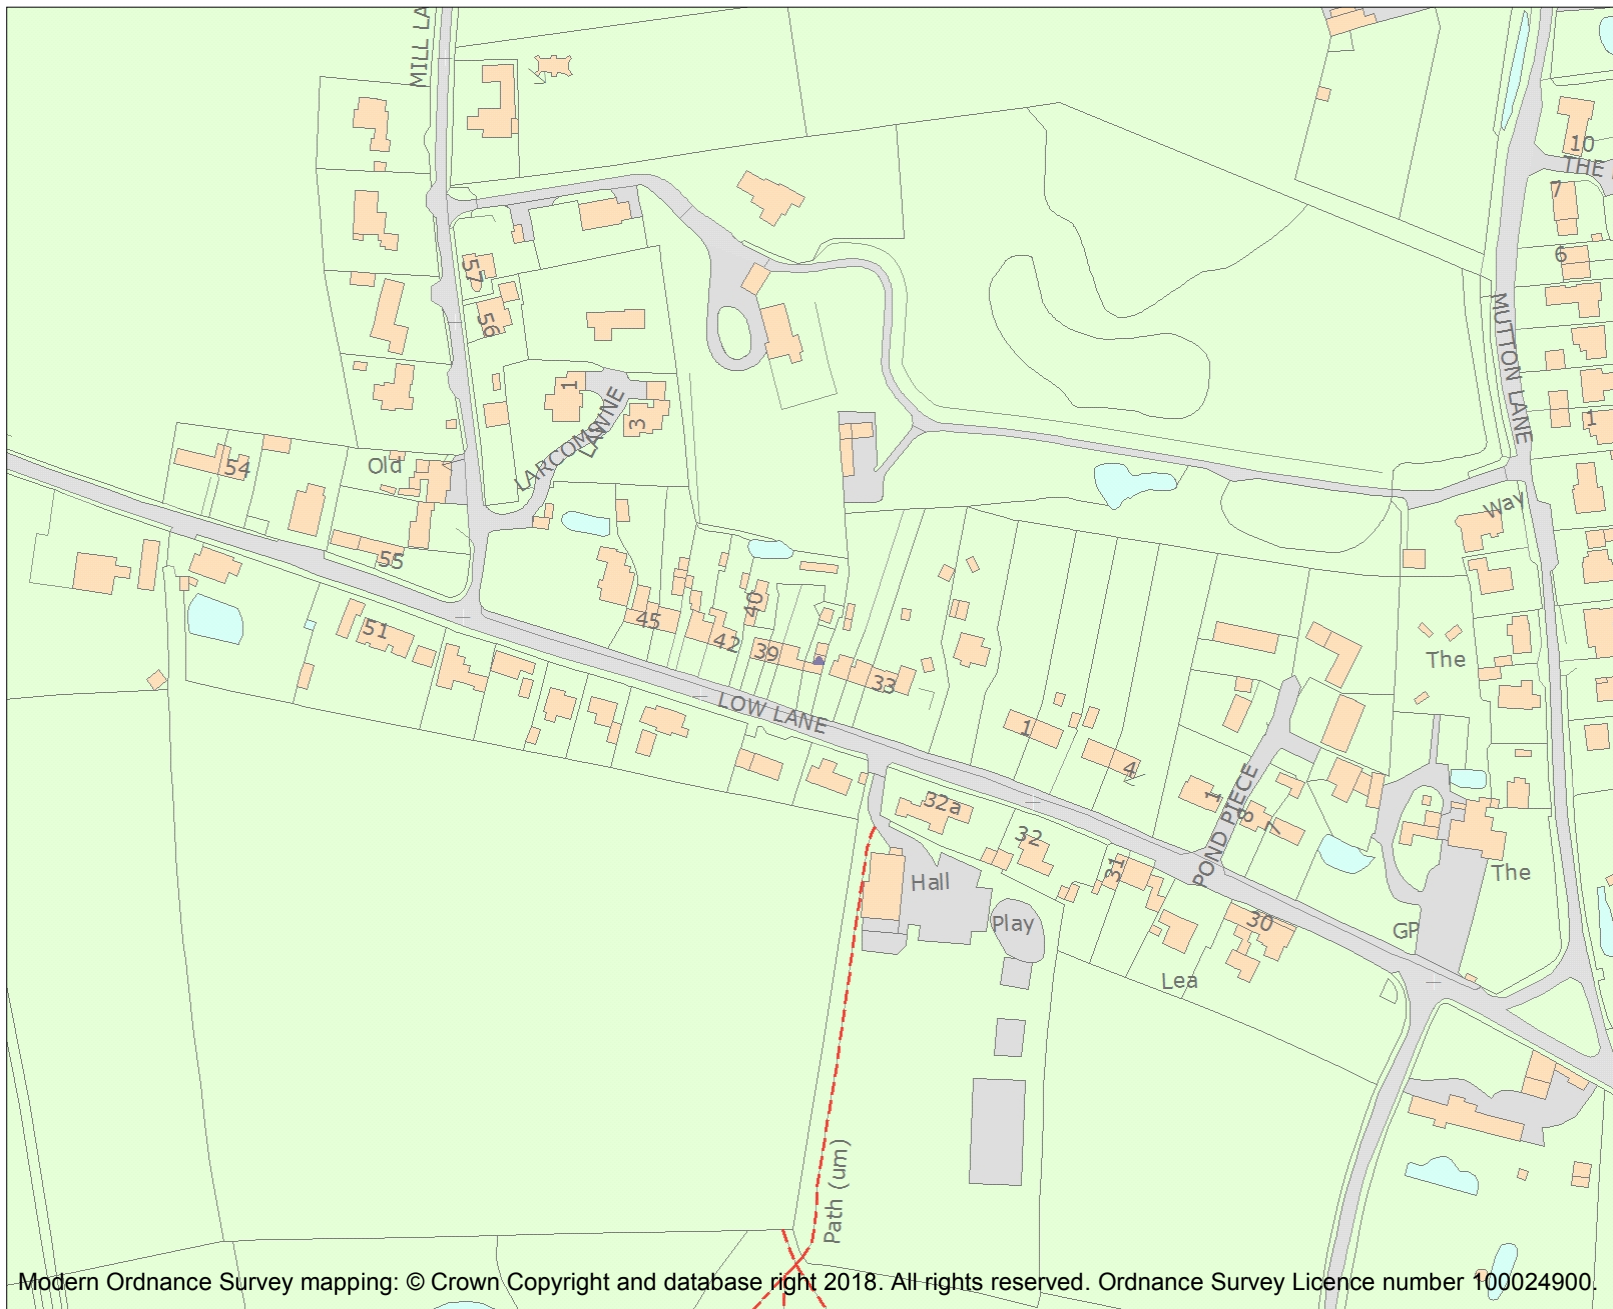 MILL LA
10
THE
7
6
57
56
MUTTON LANE
1
3
LARCOMS LAWNE
1
Old
54
Way
55
40
45
51
42
39
The
33
LOW LANE
1
4
1
32a
8
7
POND PIECE
32
31
The
Hall
Play
30
GP
Lea
Path (um)
Modern Ordnance Survey mapping: © Crown Copyright and database right 2018. All rights reserved. Ordnance Survey Licence number 100024900.